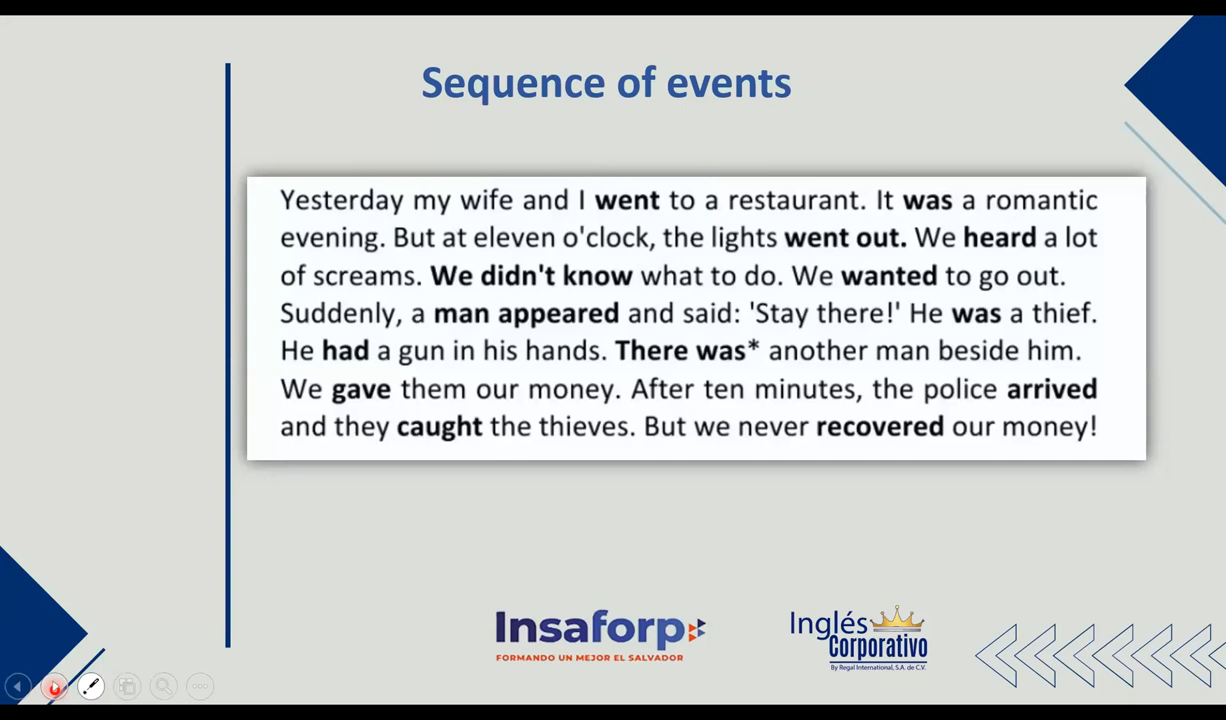 Sequence of events
Yesterday my wife and I went to a restaurant. It was a romantic
evening. But at eleven o'clock, the lights went out. We heard a lot
of screams. We didn't know what to do. We wanted to go out.
Suddenly, a man appeared and said: 'Stay there!' He was a thief.
He had a gun in his hands. There was* another man beside him.
We gave them our money. After ten minutes, the police arrived
and they caught the thieves. But we never recovered our money!
Insaforp
FORMANDO UN MEJOR EL SALVADOR
Inglés
Corporativo
By Regal International, S.A. de C.V.